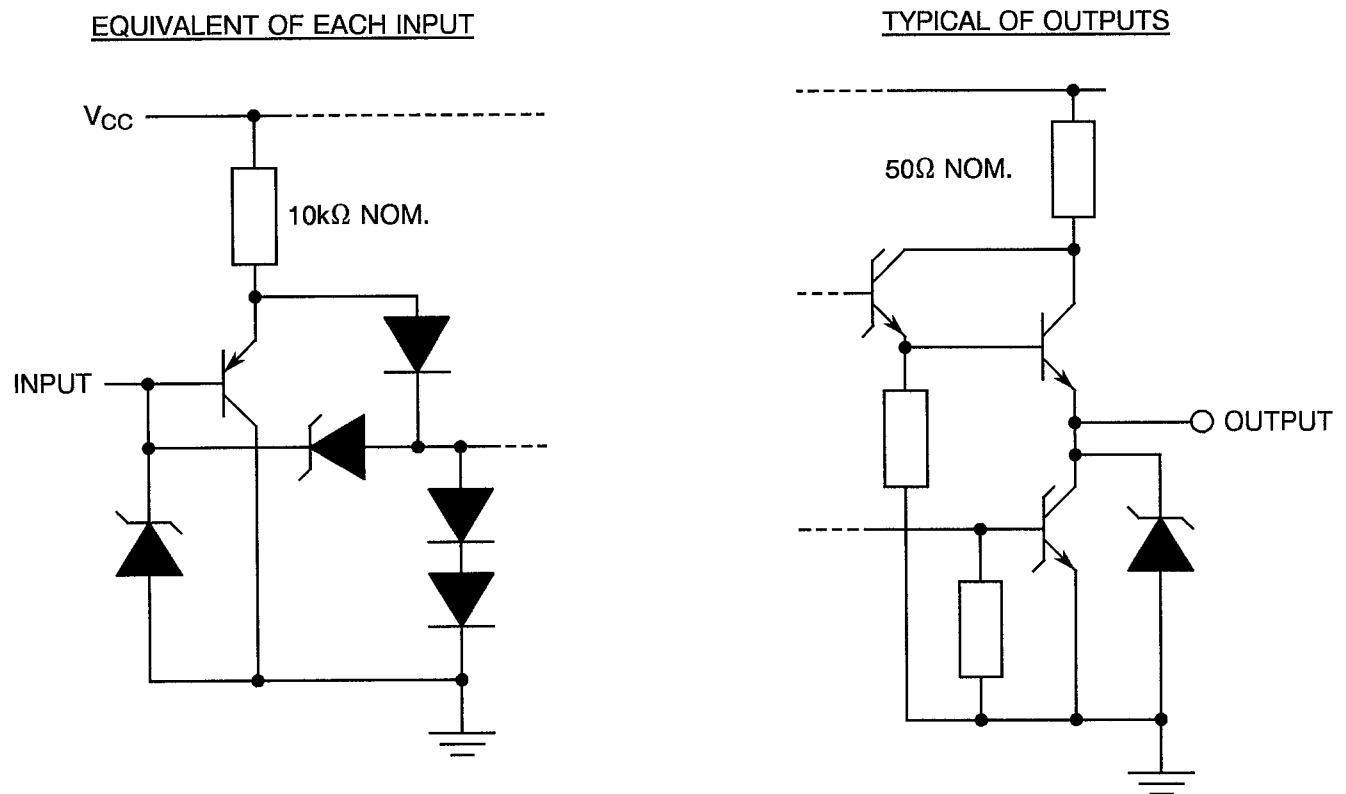 EQUIVALENT OF EACH INPUT
TYPICAL OF OUTPUTS
VCC
10kΩ NOM.
INPUT
50Ω NOM.
OUTPUT